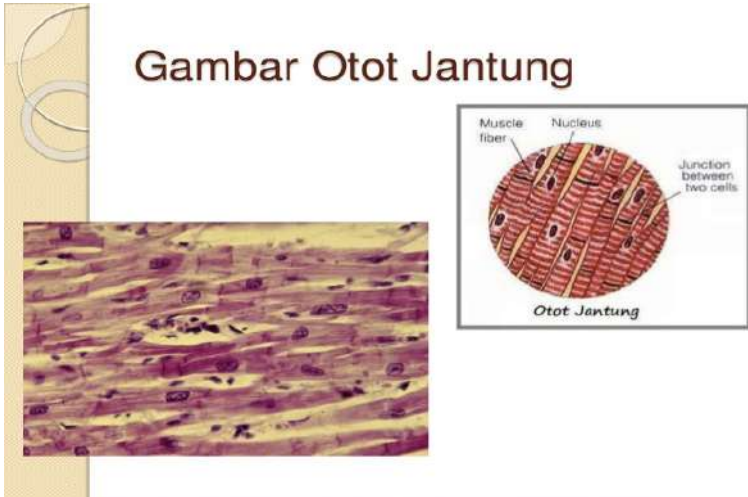 Gambar Otot Jantung
Muscle
fiber
Nucleus
Junction
between
two cells
Otot Jantung